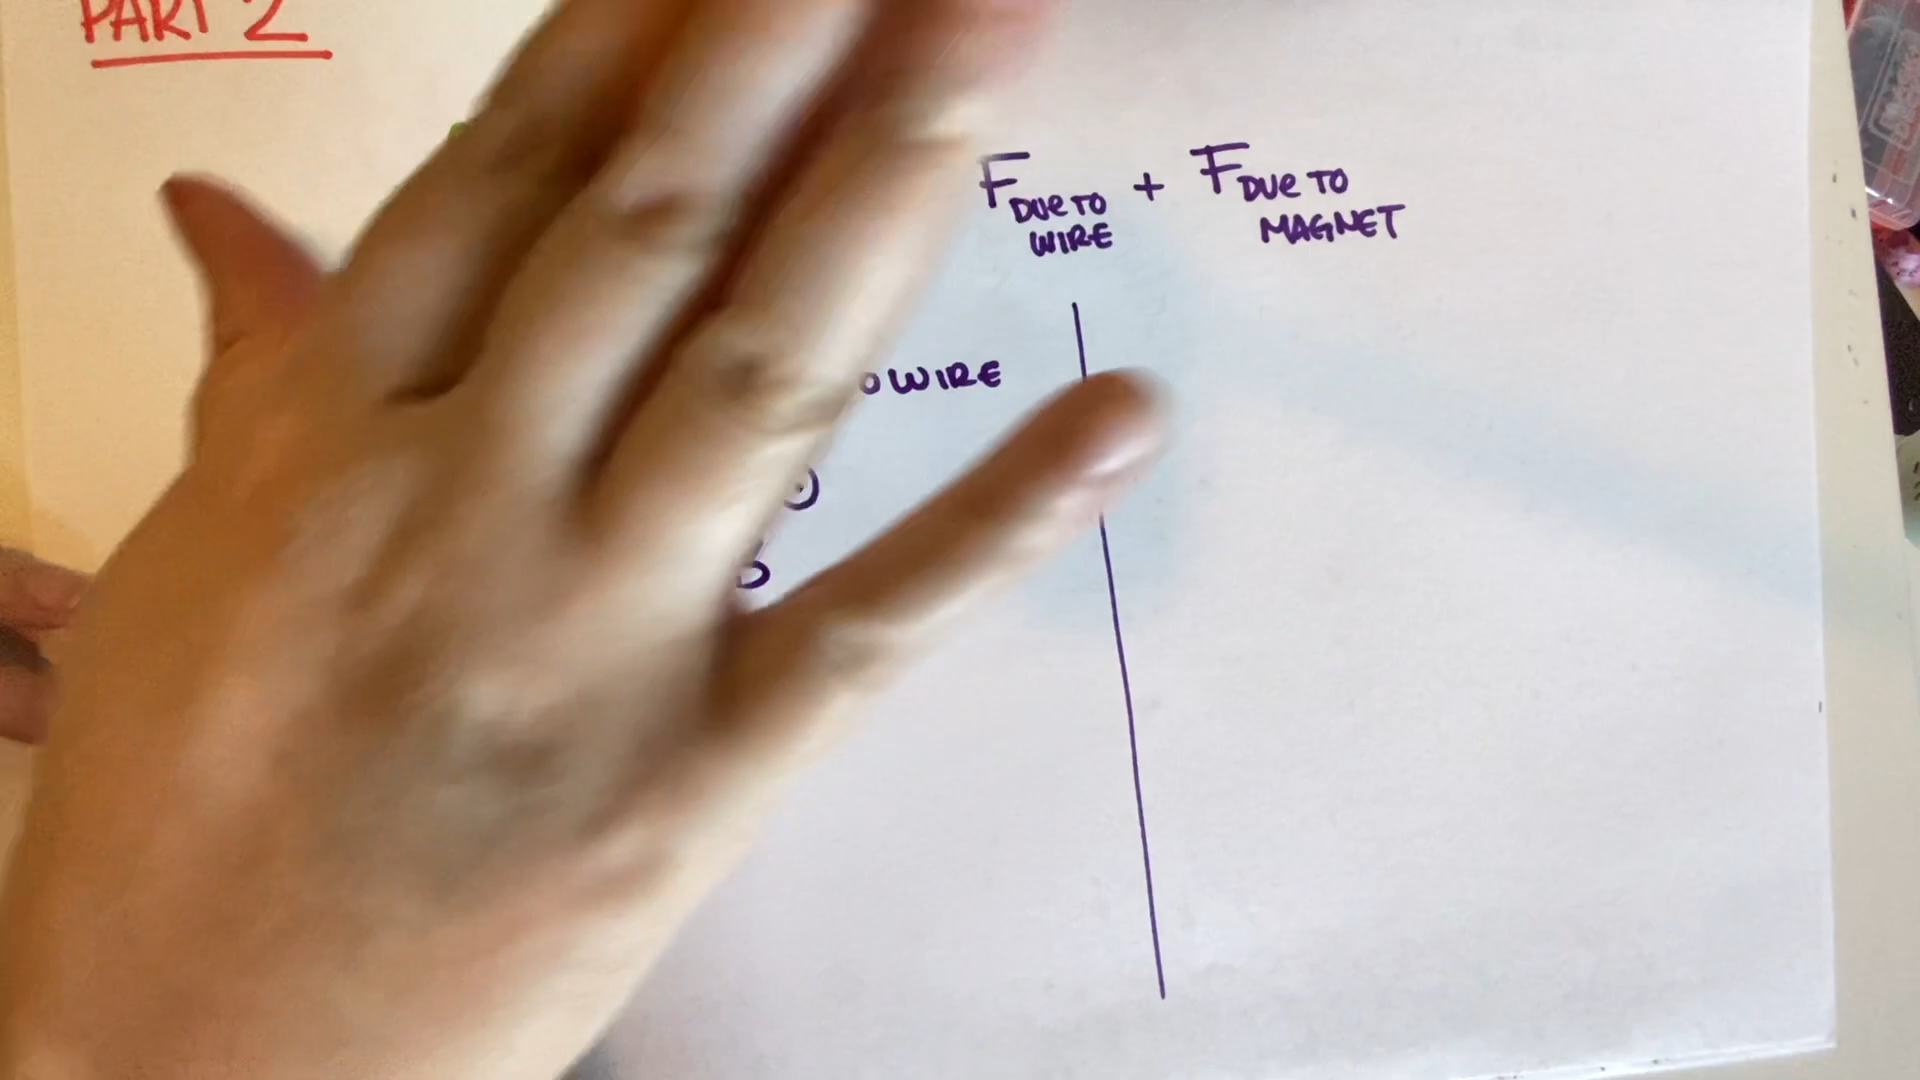 PART 2
F DUE TO WIRE + F DUE TO MAGNET
O WIRE